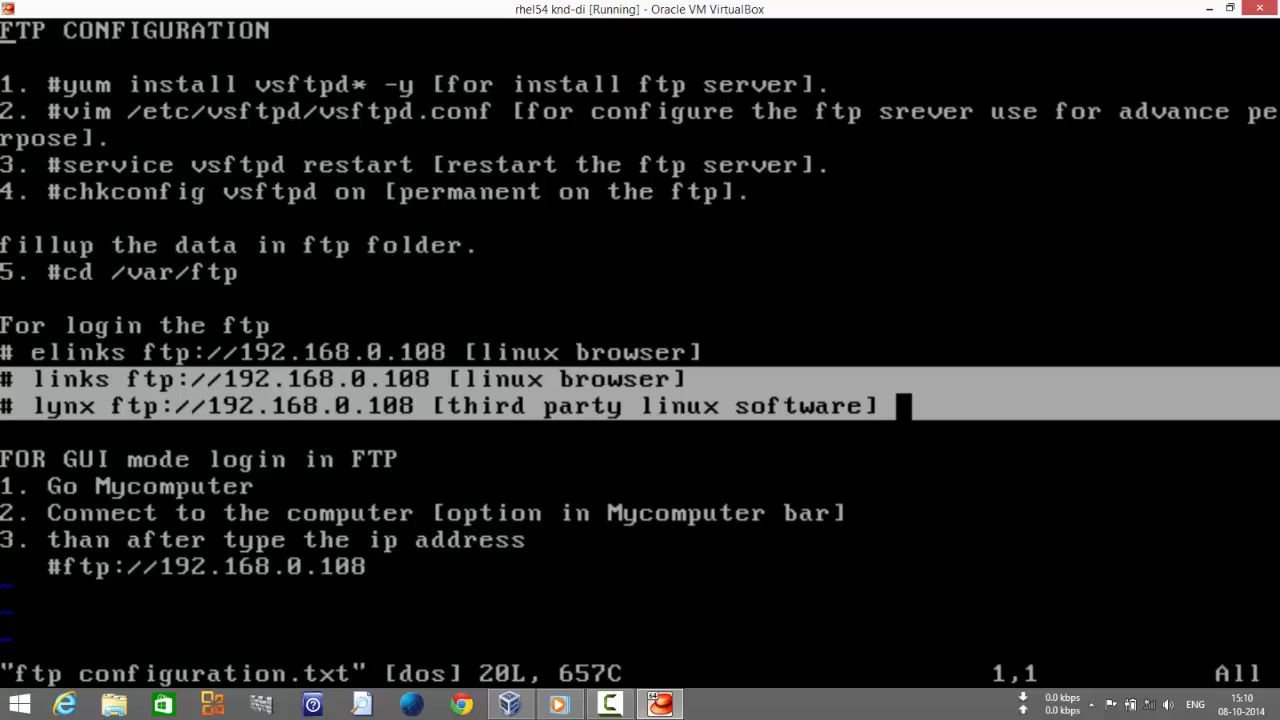 rhel54 knd-di [Running] - Oracle VM VirtualBox
FTP CONFIGURATION
1. #yum install vsftpd* -y [for install ftp server].
2. #vim /etc/vsftpd/vsftpd.conf [for configure the ftp srever use for advance pe
rpose].
3. #service vsftpd restart [restart the ftp server].
4. #chkconfig vsftpd on [permanent on the ftp].
fillup the data in ftp folder.
5. #cd /var/ftp
For login the ftp
# elinks ftp://192.168.0.108 [linux browser]
# links ftp://192.168.0.108 [linux browser]
# lynx ftp://192.168.0.108 [third party linux software]
FOR GUI mode login in FTP
1. Go Mycomputer
2. Connect to the computer [option in Mycomputer bar]
3. than after type the ip address
#ftp://192.168.0.108
~
~
~
"ftp configuration.txt" [dos] 20L, 657C 1,1 All
64
0.0 kbps
0.0 kbps
ENG
15:10
08-10-2014